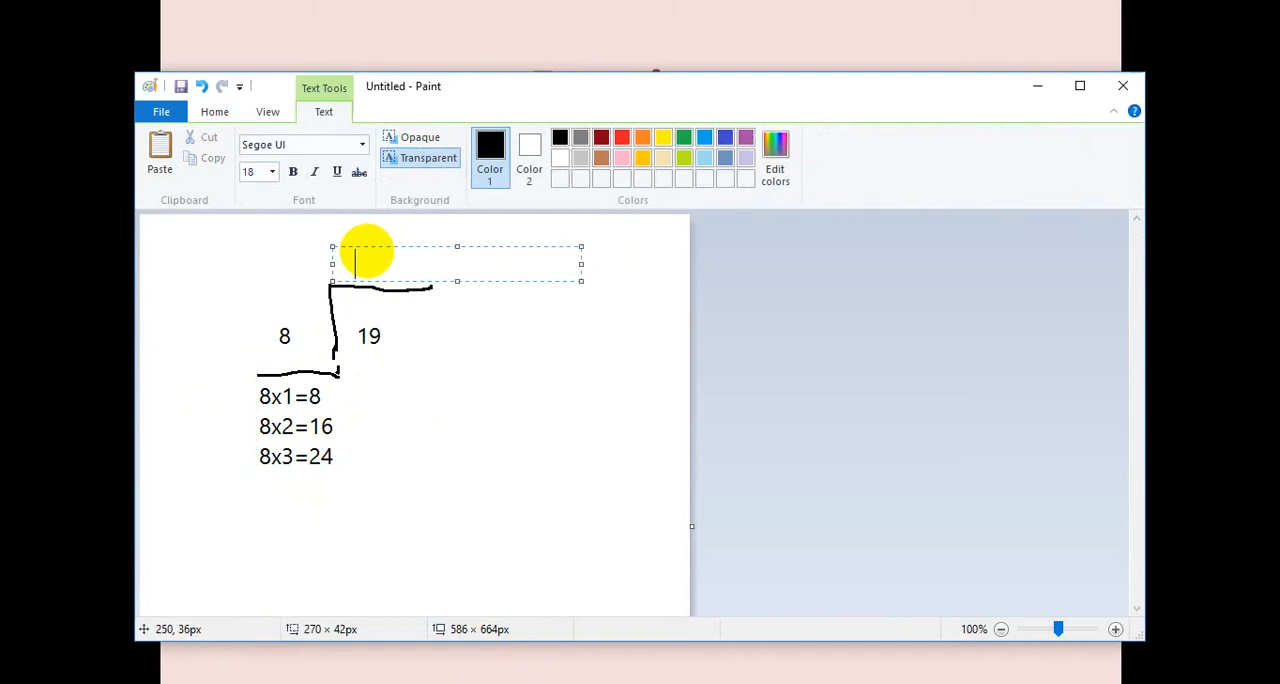 Text Tools
Untitled - Paint
File
Home
View
Text
Paste
Cut
Copy
Clipboard
Segoe UI
18
B I U abc
Font
Opaque
Transparent
Background
Color 1
Color 2
Edit colors
Colors
8 19
8x1=8
8x2=16
8x3=24
250, 36px
270 × 42px
586 × 664px
100%